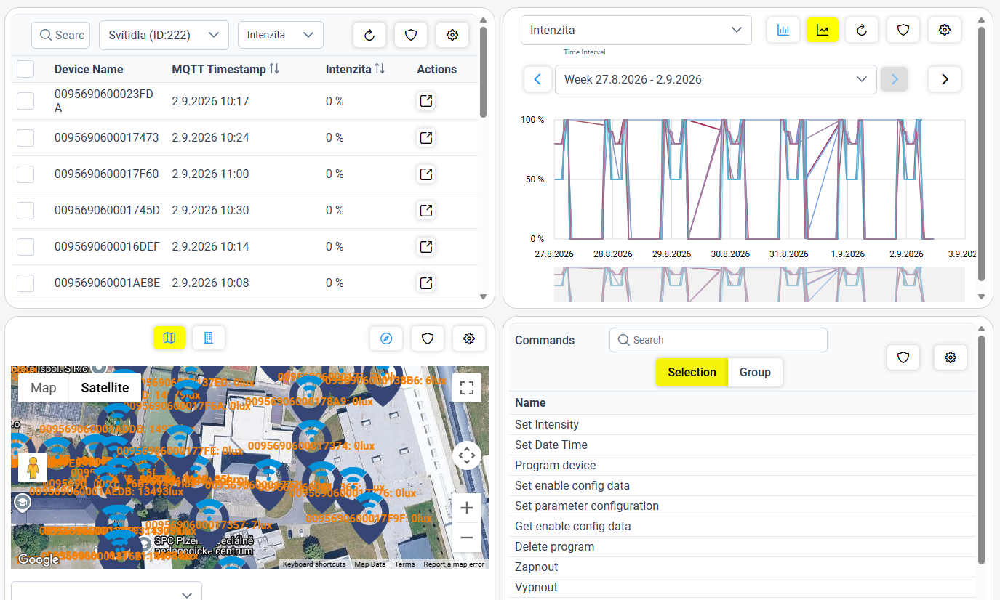 Searc
Svítidla (ID:222)
Intenzita
Device Name
MQTT Timestamp
Intenzita
Actions
0095690600023FD
A
2.9.2026 10:17
0 %
0095690600017473
2.9.2026 10:24
0 %
0095690600017F60
2.9.2026 11:00
0 %
009569060001745D
2.9.2026 10:30
0 %
0095690600016DEF
2.9.2026 10:14
0 %
009569060001AE8E
2.9.2026 10:08
0 %
Intenzita
Time Interval
Week 27.8.2026 - 2.9.2026
100 %
50 %
0 %
27.8.2026
28.8.2026
29.8.2026
30.8.2026
31.8.2026
1.9.2026
2.9.2026
3.9.202
Map
Satellite
0095690600178A9: 0lux
009569060017374: 0lux
0095690600177FE: 0lux
009569060001AEDB: 13493lux
0095690600017357: 7lux
0095690600017F9F: 0lux
SPC Plzeň
pedagogické centrum
Google
Keyboard shortcuts
Map Data
Terms
Report a map error
Commands
Search
Selection
Group
Name
Set Intensity
Set Date Time
Program device
Set enable config data
Set parameter configuration
Get enable config data
Delete program
Zapnout
Vypnout